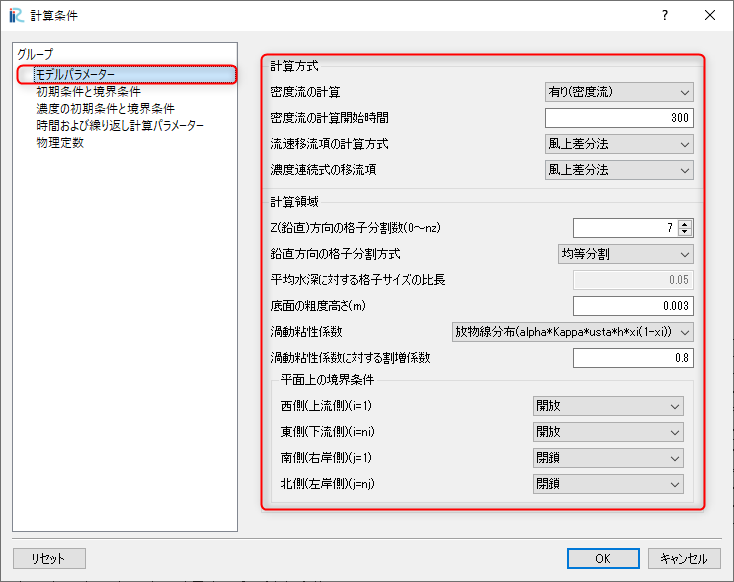 計算条件
グループ
モデルパラメーター
初期条件と境界条件
濃度の初期条件と境界条件
時間および繰り返し計算パラメーター
物理定数
計算方式
密度流の計算 有り(密度流)
密度流の計算開始時間 300
流速移流項の計算方式 風上差分法
濃度連続式の移流項 風上差分法
計算領域
Z(鉛直)方向の格子分割数(0～nz) 7
鉛直方向の格子分割方式 均等分割
平均水深に対する格子サイズの比長 0.05
底面の粗度高さ(m) 0.003
渦動粘性係数 放物線分布(alpha*Kappa*usta*h*xi(1-xi))
渦動粘性係数に対する割増係数 0.8
平面上の境界条件
西側(上流側)(i=1) 開放
東側(下流側)(i=ni) 開放
南側(右岸側)(j=1) 閉鎖
北側(左岸側)(j=nj) 閉鎖
リセット OK キャンセル